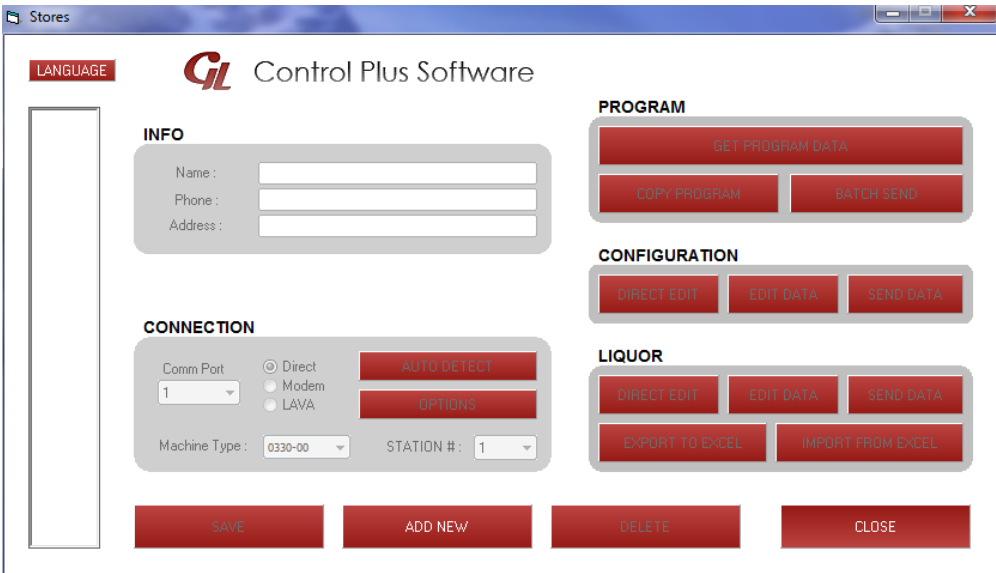 Stores
LANGUAGE
GL Control Plus Software
INFO
Name :
Phone :
Address :
CONNECTION
Comm Port
1
Direct
Modem
LAVA
AUTO DETECT
OPTIONS
Machine Type : 0330-00 STATION # : 1
PROGRAM
GET PROGRAM DATA
COPY PROGRAM BATCH SEND
CONFIGURATION
DIRECT EDIT EDIT DATA SEND DATA
LIQUOR
DIRECT EDIT EDIT DATA SEND DATA
EXPORT TO EXCEL IMPORT FROM EXCEL
SAVE ADD NEW DELETE CLOSE